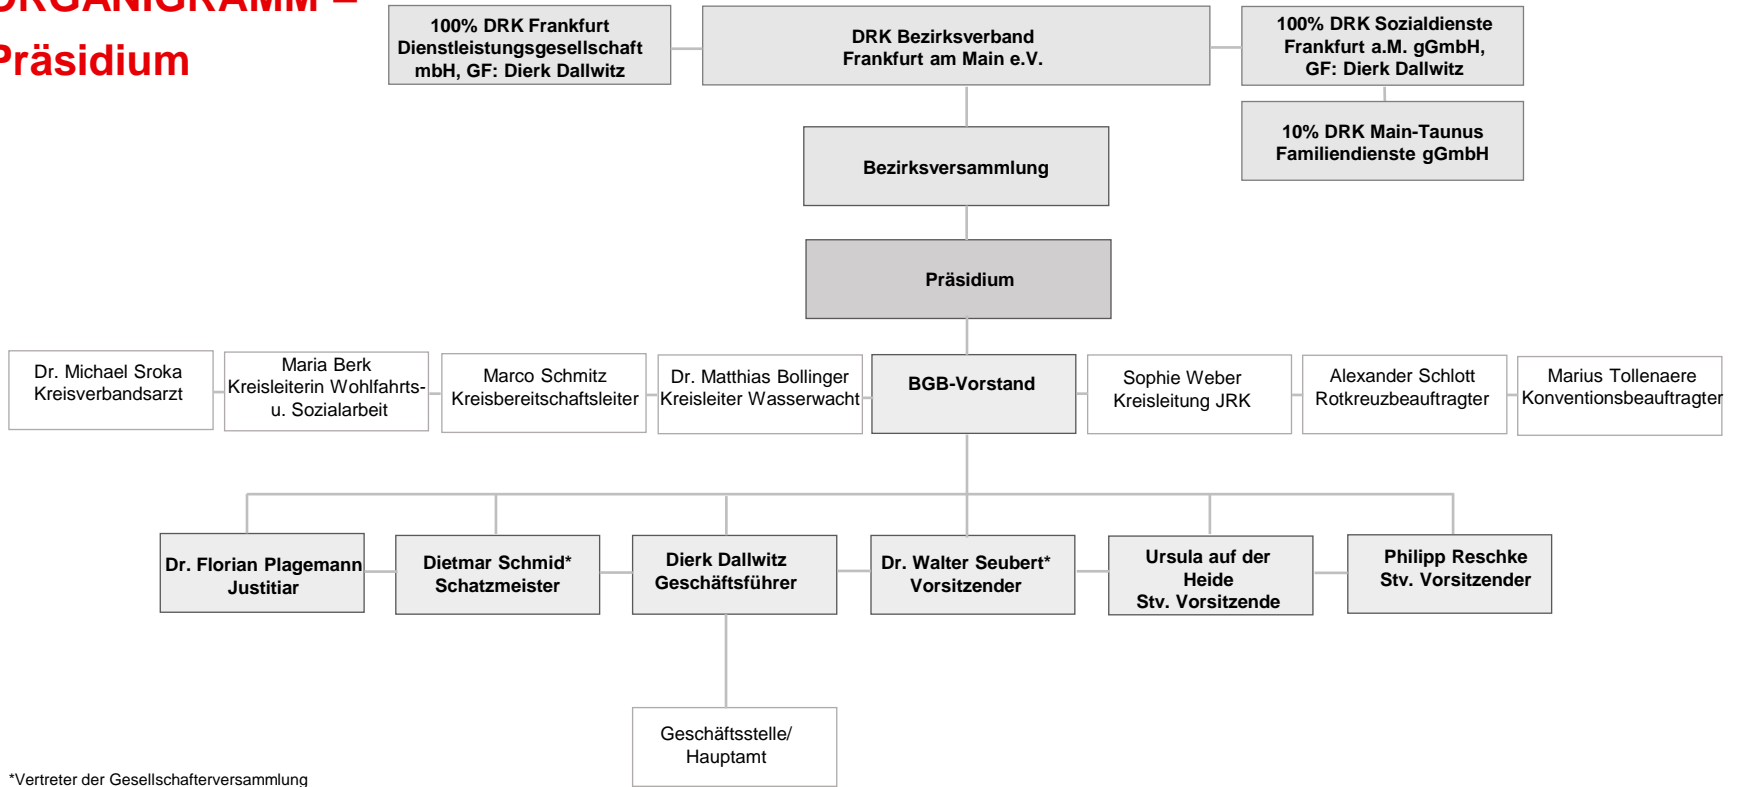 ORGANIGRAMM –
Präsidium
100% DRK Frankfurt
Dienstleistungsgesellschaft
mbH, GF: Dierk Dallwitz
DRK Bezirksverband
Frankfurt am Main e.V.
100% DRK Sozialdienste
Frankfurt a.M. gGmbH,
GF: Dierk Dallwitz
10% DRK Main-Taunus
Familiendienste gGmbH
Bezirksversammlung
Präsidium
Dr. Michael Sroka
Kreisverbandsarzt
Maria Berk
Kreisleiterin Wohlfahrts-
u. Sozialarbeit
Marco Schmitz
Kreisbereitschaftsleiter
Dr. Matthias Bollinger
Kreisleiter Wasserwacht
BGB-Vorstand
Sophie Weber
Kreisleitung JRK
Alexander Schlott
Rotkreuzbeauftragter
Marius Tollenaere
Konventionsbeauftragter
Dr. Florian Plagemann
Justitiar
Dietmar Schmid*
Schatzmeister
Dierk Dallwitz
Geschäftsführer
Dr. Walter Seubert*
Vorsitzender
Ursula auf der
Heide
Stv. Vorsitzende
Philipp Reschke
Stv. Vorsitzender
Geschäftsstelle/
Hauptamt
*Vertreter der Gesellschafterversammlung